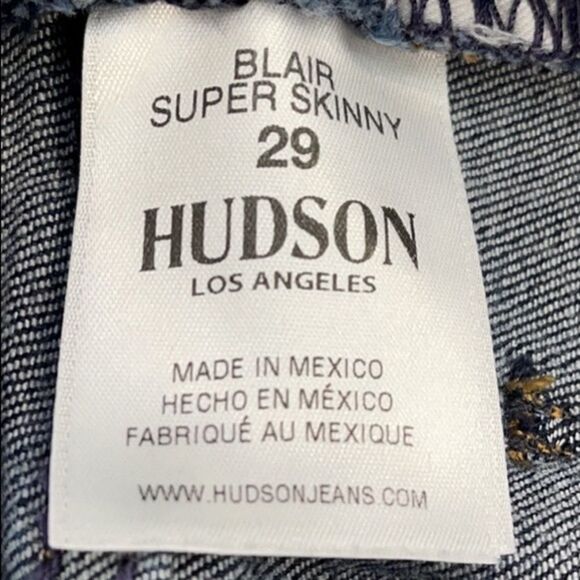 BLAIR
SUPER SKINNY
29
HUDSON
LOS ANGELES
MADE IN MEXICO
HECHO EN MÉXICO
FABRIQUÉ AU MEXIQUE
WWW.HUDSONJEANS.COM